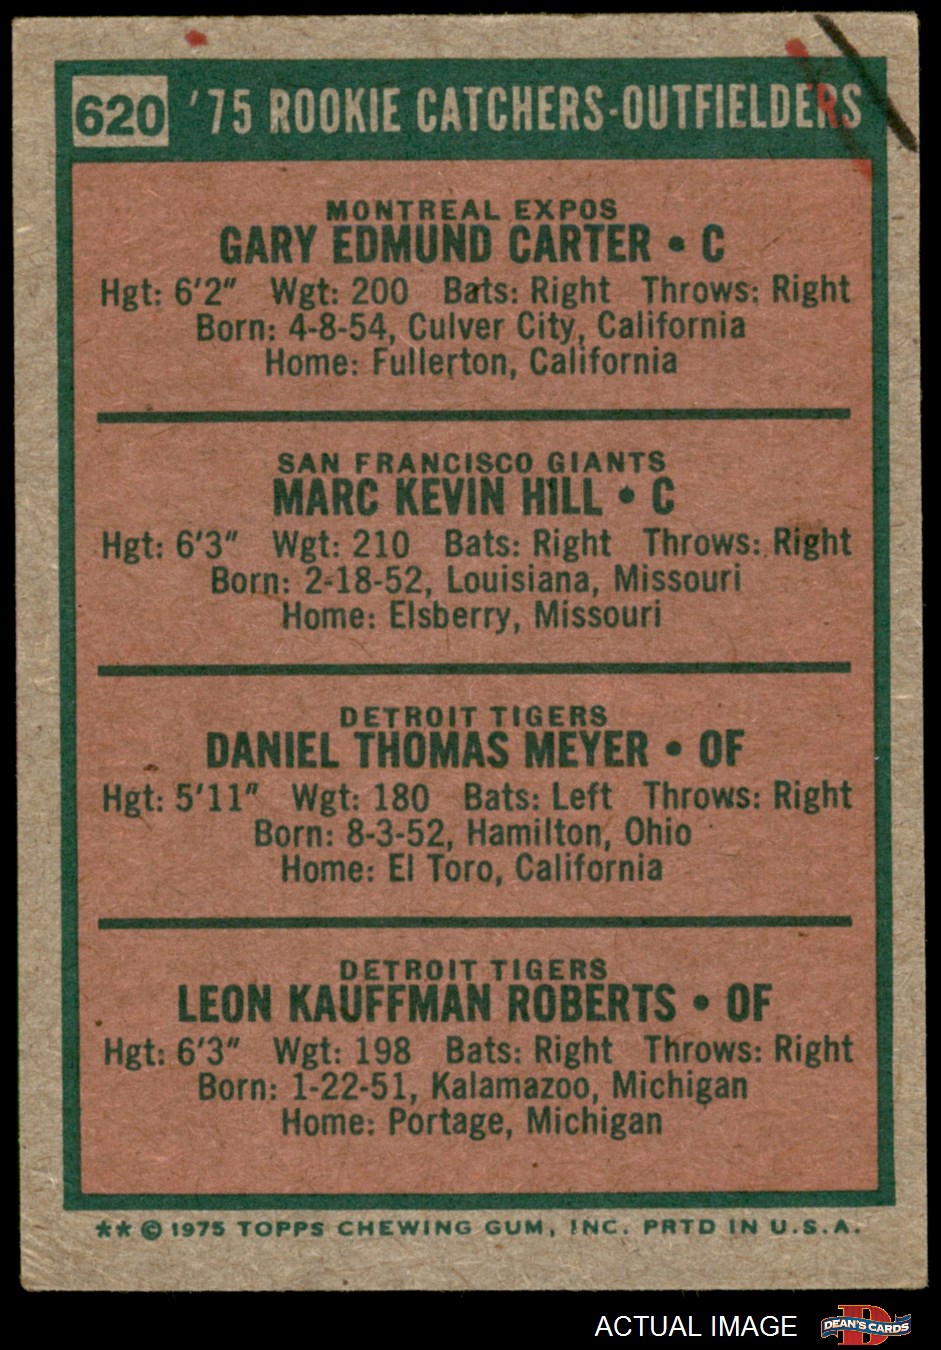 620 '75 ROOKIE CATCHERS-OUTFIELDERS
MONTREAL EXPOS
GARY EDMUND CARTER • C
Hgt: 6'2" Wgt: 200 Bats: Right Throws: Right
Born: 4-8-54, Culver City, California
Home: Fullerton, California
SAN FRANCISCO GIANTS
MARC KEVIN HILL • C
Hgt: 6'3" Wgt: 210 Bats: Right Throws: Right
Born: 2-18-52, Louisiana, Missouri
Home: Elsberry, Missouri
DETROIT TIGERS
DANIEL THOMAS MEYER • OF
Hgt: 5'11" Wgt: 180 Bats: Left Throws: Right
Born: 8-3-52, Hamilton, Ohio
Home: El Toro, California
DETROIT TIGERS
LEON KAUFFMAN ROBERTS • OF
Hgt: 6'3" Wgt: 198 Bats: Right Throws: Right
Born: 1-22-51, Kalamazoo, Michigan
Home: Portage, Michigan
** © 1975 TOPPS CHEWING GUM, INC. PRTD IN U.S.A.
ACTUAL IMAGE
D
DEAN'S CARDS